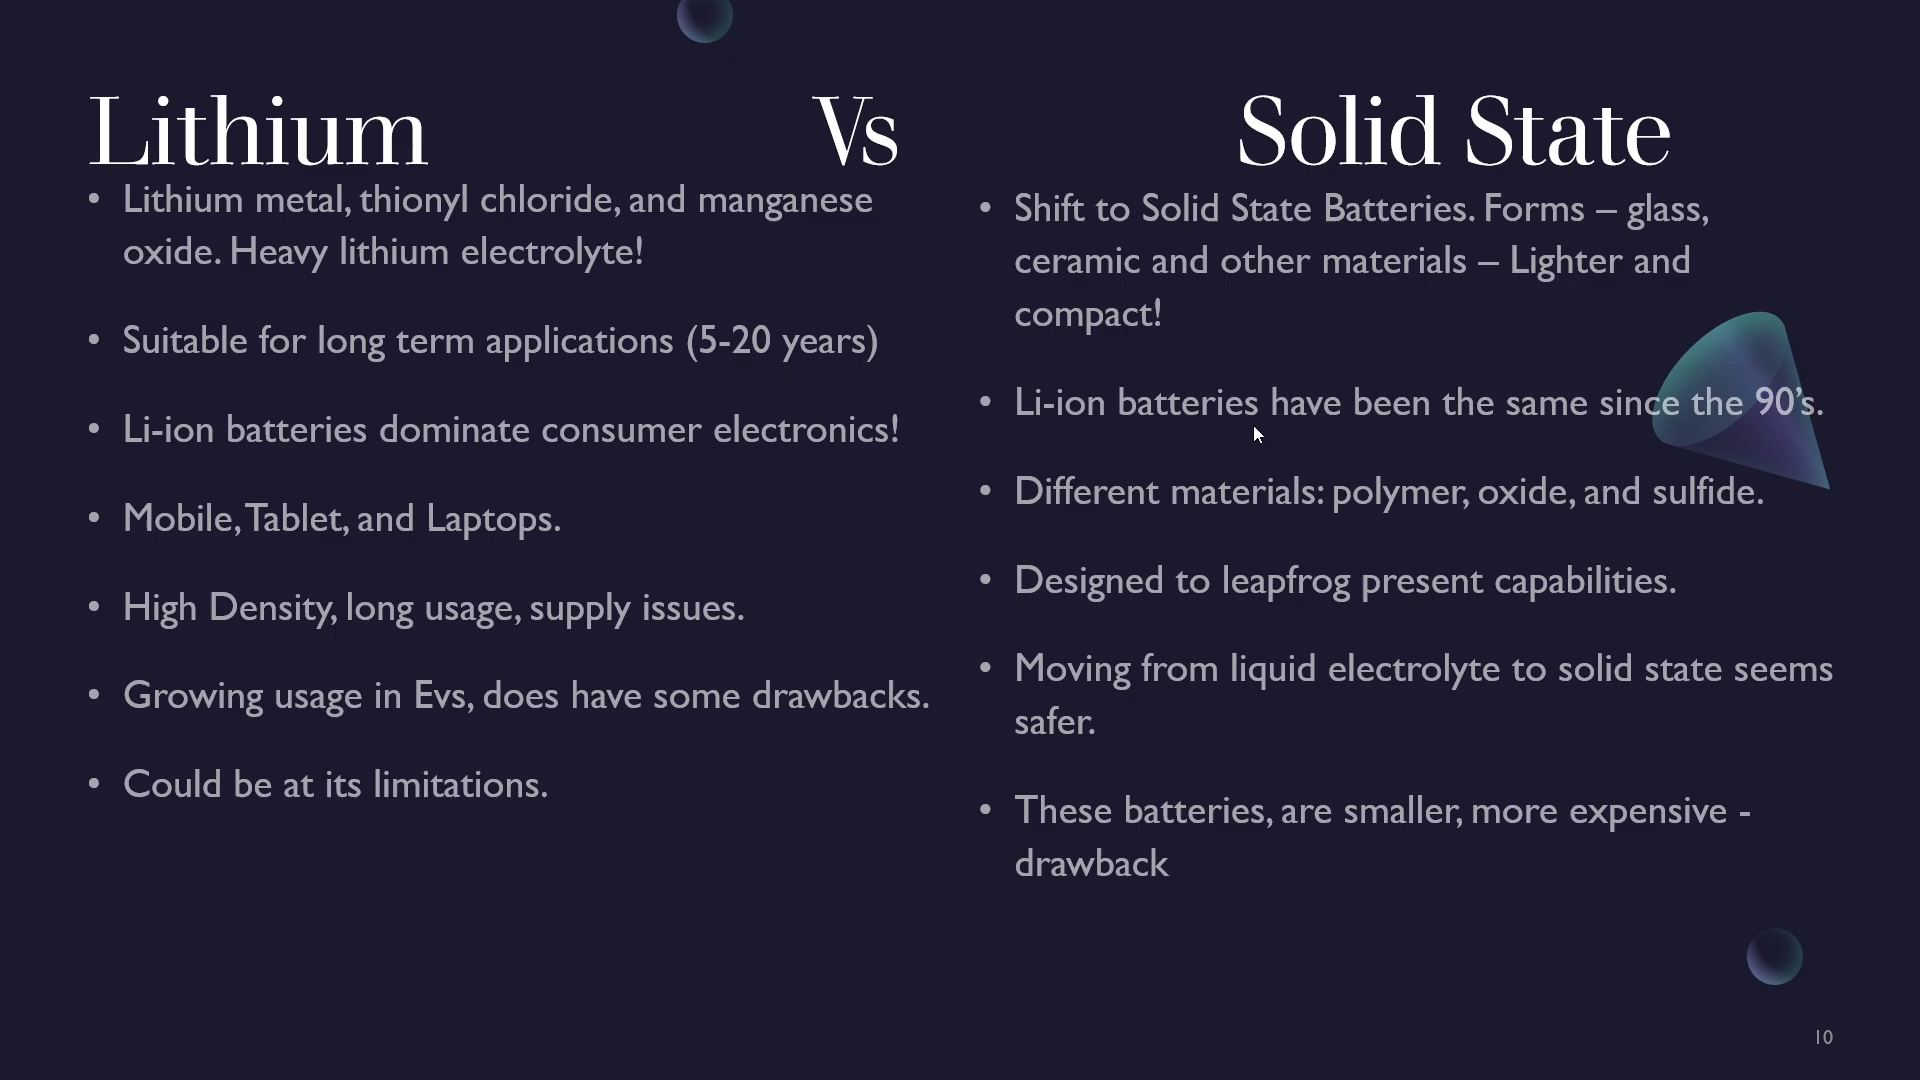 Lithium Vs Solid State
• Lithium metal, thionyl chloride, and manganese
oxide. Heavy lithium electrolyte!
• Suitable for long term applications (5-20 years)
• Li-ion batteries dominate consumer electronics!
• Mobile, Tablet, and Laptops.
• High Density, long usage, supply issues.
• Growing usage in Evs, does have some drawbacks.
• Could be at its limitations.
• Shift to Solid State Batteries. Forms – glass,
ceramic and other materials – Lighter and
compact!
• Li-ion batteries have been the same since the 90’s.
• Different materials: polymer, oxide, and sulfide.
• Designed to leapfrog present capabilities.
• Moving from liquid electrolyte to solid state seems
safer.
• These batteries, are smaller, more expensive -
drawback
10